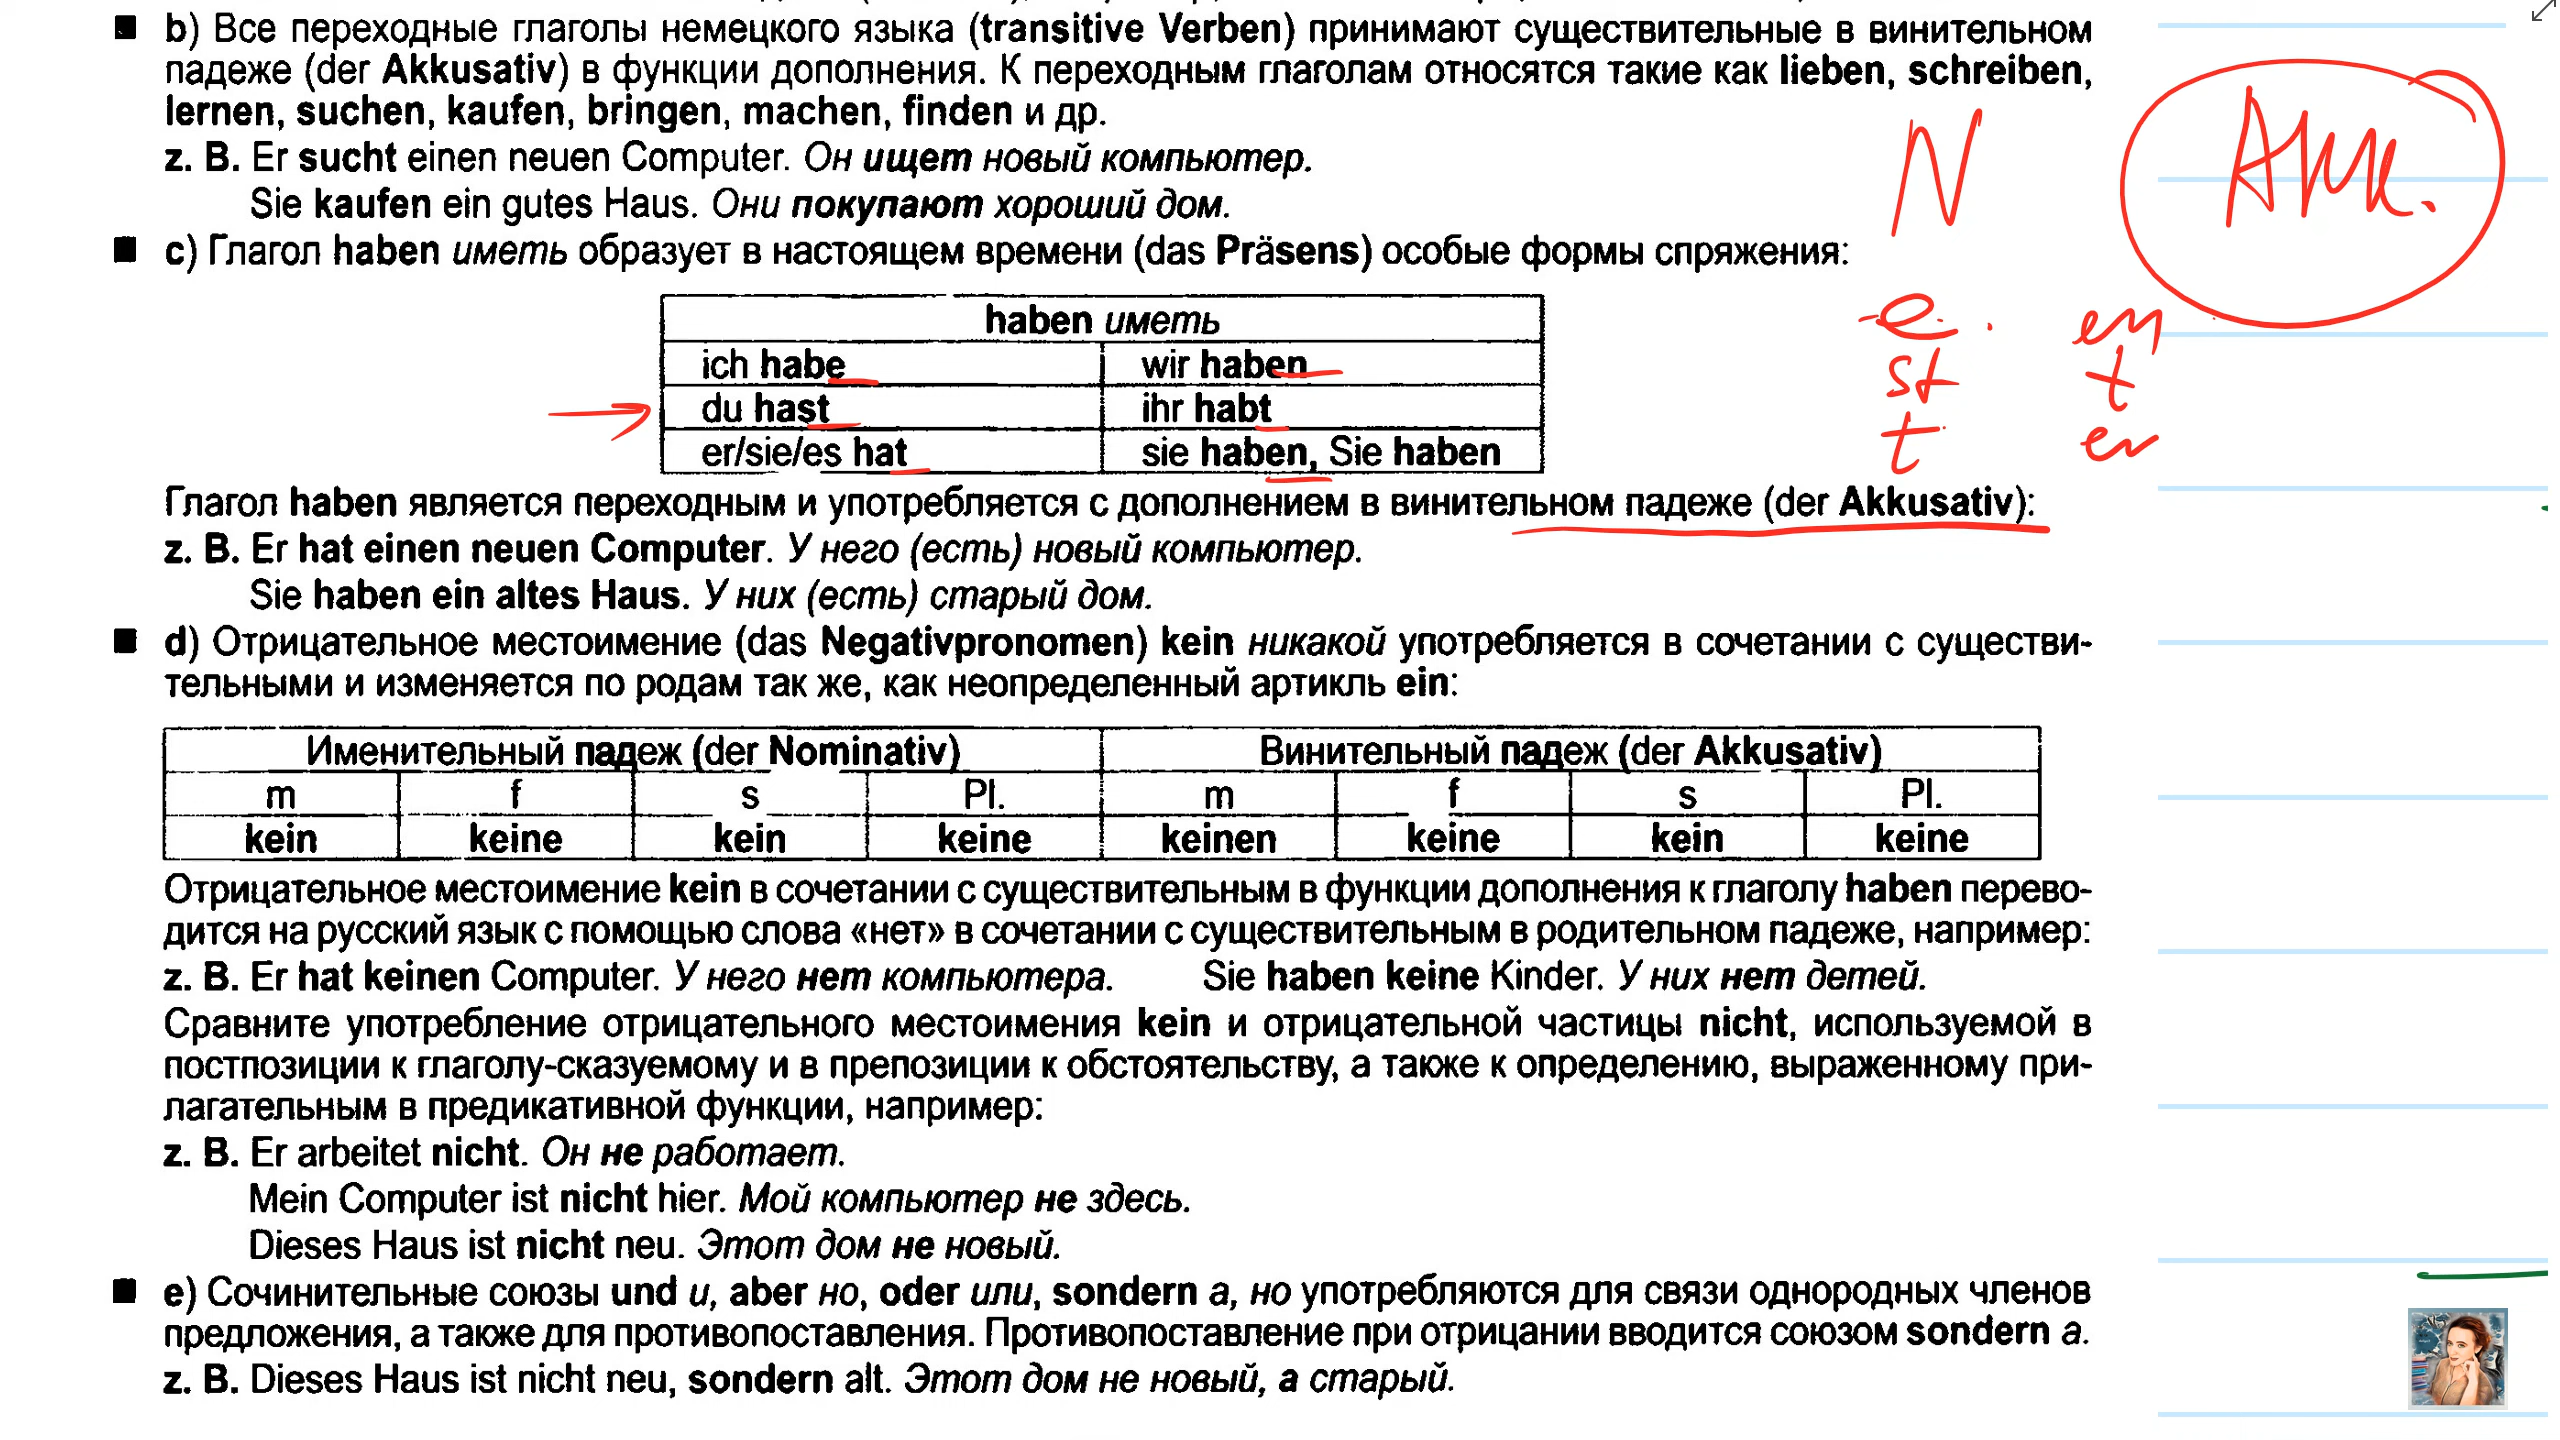 b) Все переходные глаголы немецкого языка (transitive Verben) принимают существительные в винительном
падеже (der Akkusativ) в функции дополнения. К переходным глаголам относятся такие как lieben, schreiben,
lernen, suchen, kaufen, bringen, machen, finden и др.
z. B. Er sucht einen neuen Computer. Он ищет новый компьютер.
Sie kaufen ein gutes Haus. Они покупают хороший дом.
N Акк.
c) Глагол haben иметь образует в настоящем времени (das Präsens) особые формы спряжения:
haben иметь
ich habe wir haben
du hast ihr habt
er/sie/es hat sie haben, Sie haben
-e. en
st t
t en
Глагол haben является переходным и употребляется с дополнением в винительном падеже (der Akkusativ):
z. B. Er hat einen neuen Computer. У него (есть) новый компьютер.
Sie haben ein altes Haus. У них (есть) старый дом.
d) Отрицательное местоимение (das Negativpronomen) kein никакой употребляется в сочетании с существи-
тельными и изменяется по родам так же, как неопределенный артикль ein:
Именительный падеж (der Nominativ) Винительный падеж (der Akkusativ)
m f s Pl. m f s Pl.
kein keine kein keine keinen keine kein keine
Отрицательное местоимение kein в сочетании с существительным в функции дополнения к глаголу haben перево-
дится на русский язык с помощью слова «нет» в сочетании с существительным в родительном падеже, например:
z. B. Er hat keinen Computer. У него нет компьютера. Sie haben keine Kinder. У них нет детей.
Сравните употребление отрицательного местоимения kein и отрицательной частицы nicht, используемой в
постпозиции к глаголу-сказуемому и в препозиции к обстоятельству, а также к определению, выраженному при-
лагательным в предикативной функции, например:
z. B. Er arbeitet nicht. Он не работает.
Mein Computer ist nicht hier. Мой компьютер не здесь.
Dieses Haus ist nicht neu. Этот дом не новый.
e) Сочинительные союзы und и, aber но, oder или, sondern а, но употребляются для связи однородных членов
предложения, а также для противопоставления. Противопоставление при отрицании вводится союзом sondern а.
z. B. Dieses Haus ist nicht neu, sondern alt. Этот дом не новый, а старый.